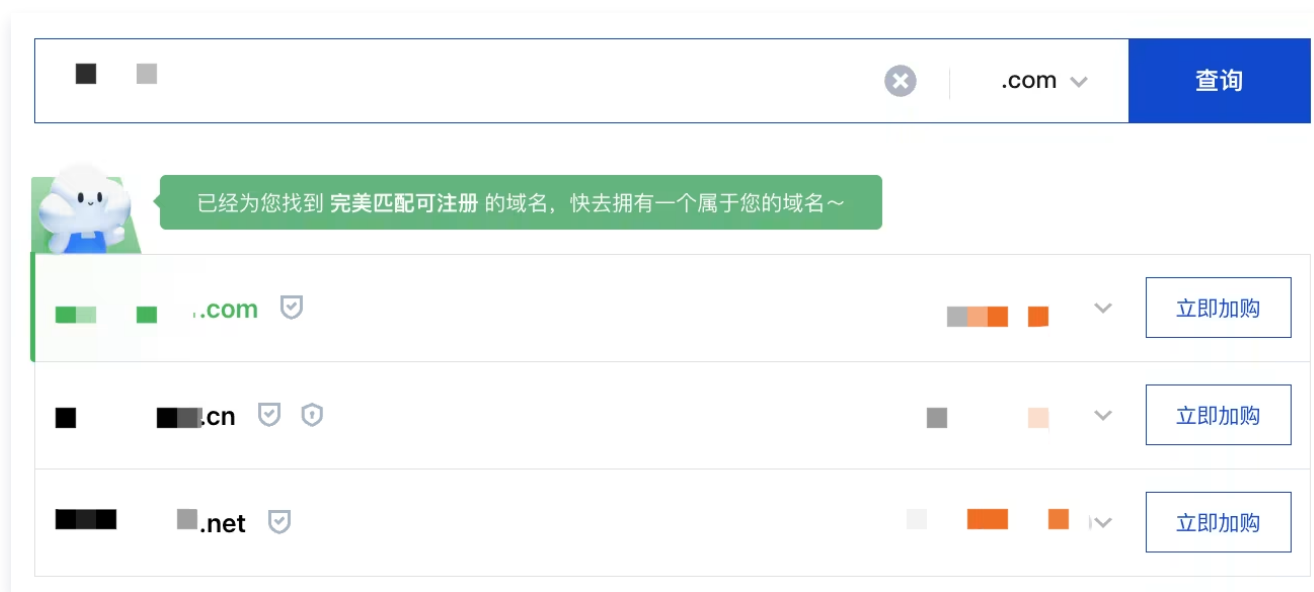 .com
查询
已经为您找到 完美匹配可注册 的域名，快去拥有一个属于您的域名～
.com
立即加购
.cn
立即加购
.net
立即加购